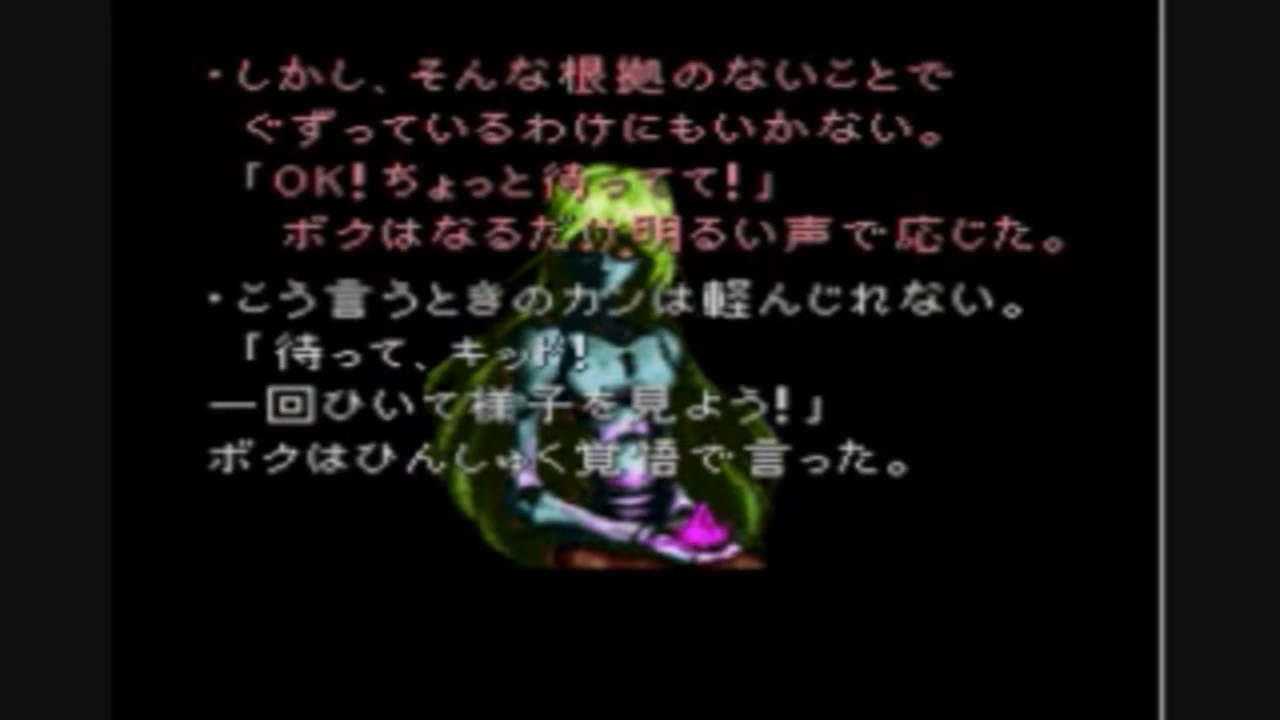 ・しかし、そんな根拠のないことで
ぐずっているわけにもいかない。
「OK!ちょっと待ってて!」
ボクはなるだけ明るい声で応じた。
・こう言うときのカンは軽んじれない。
「待って、キッド!
一回ひいて様子を見よう!」
ボクはひんしゅく覚悟で言った。